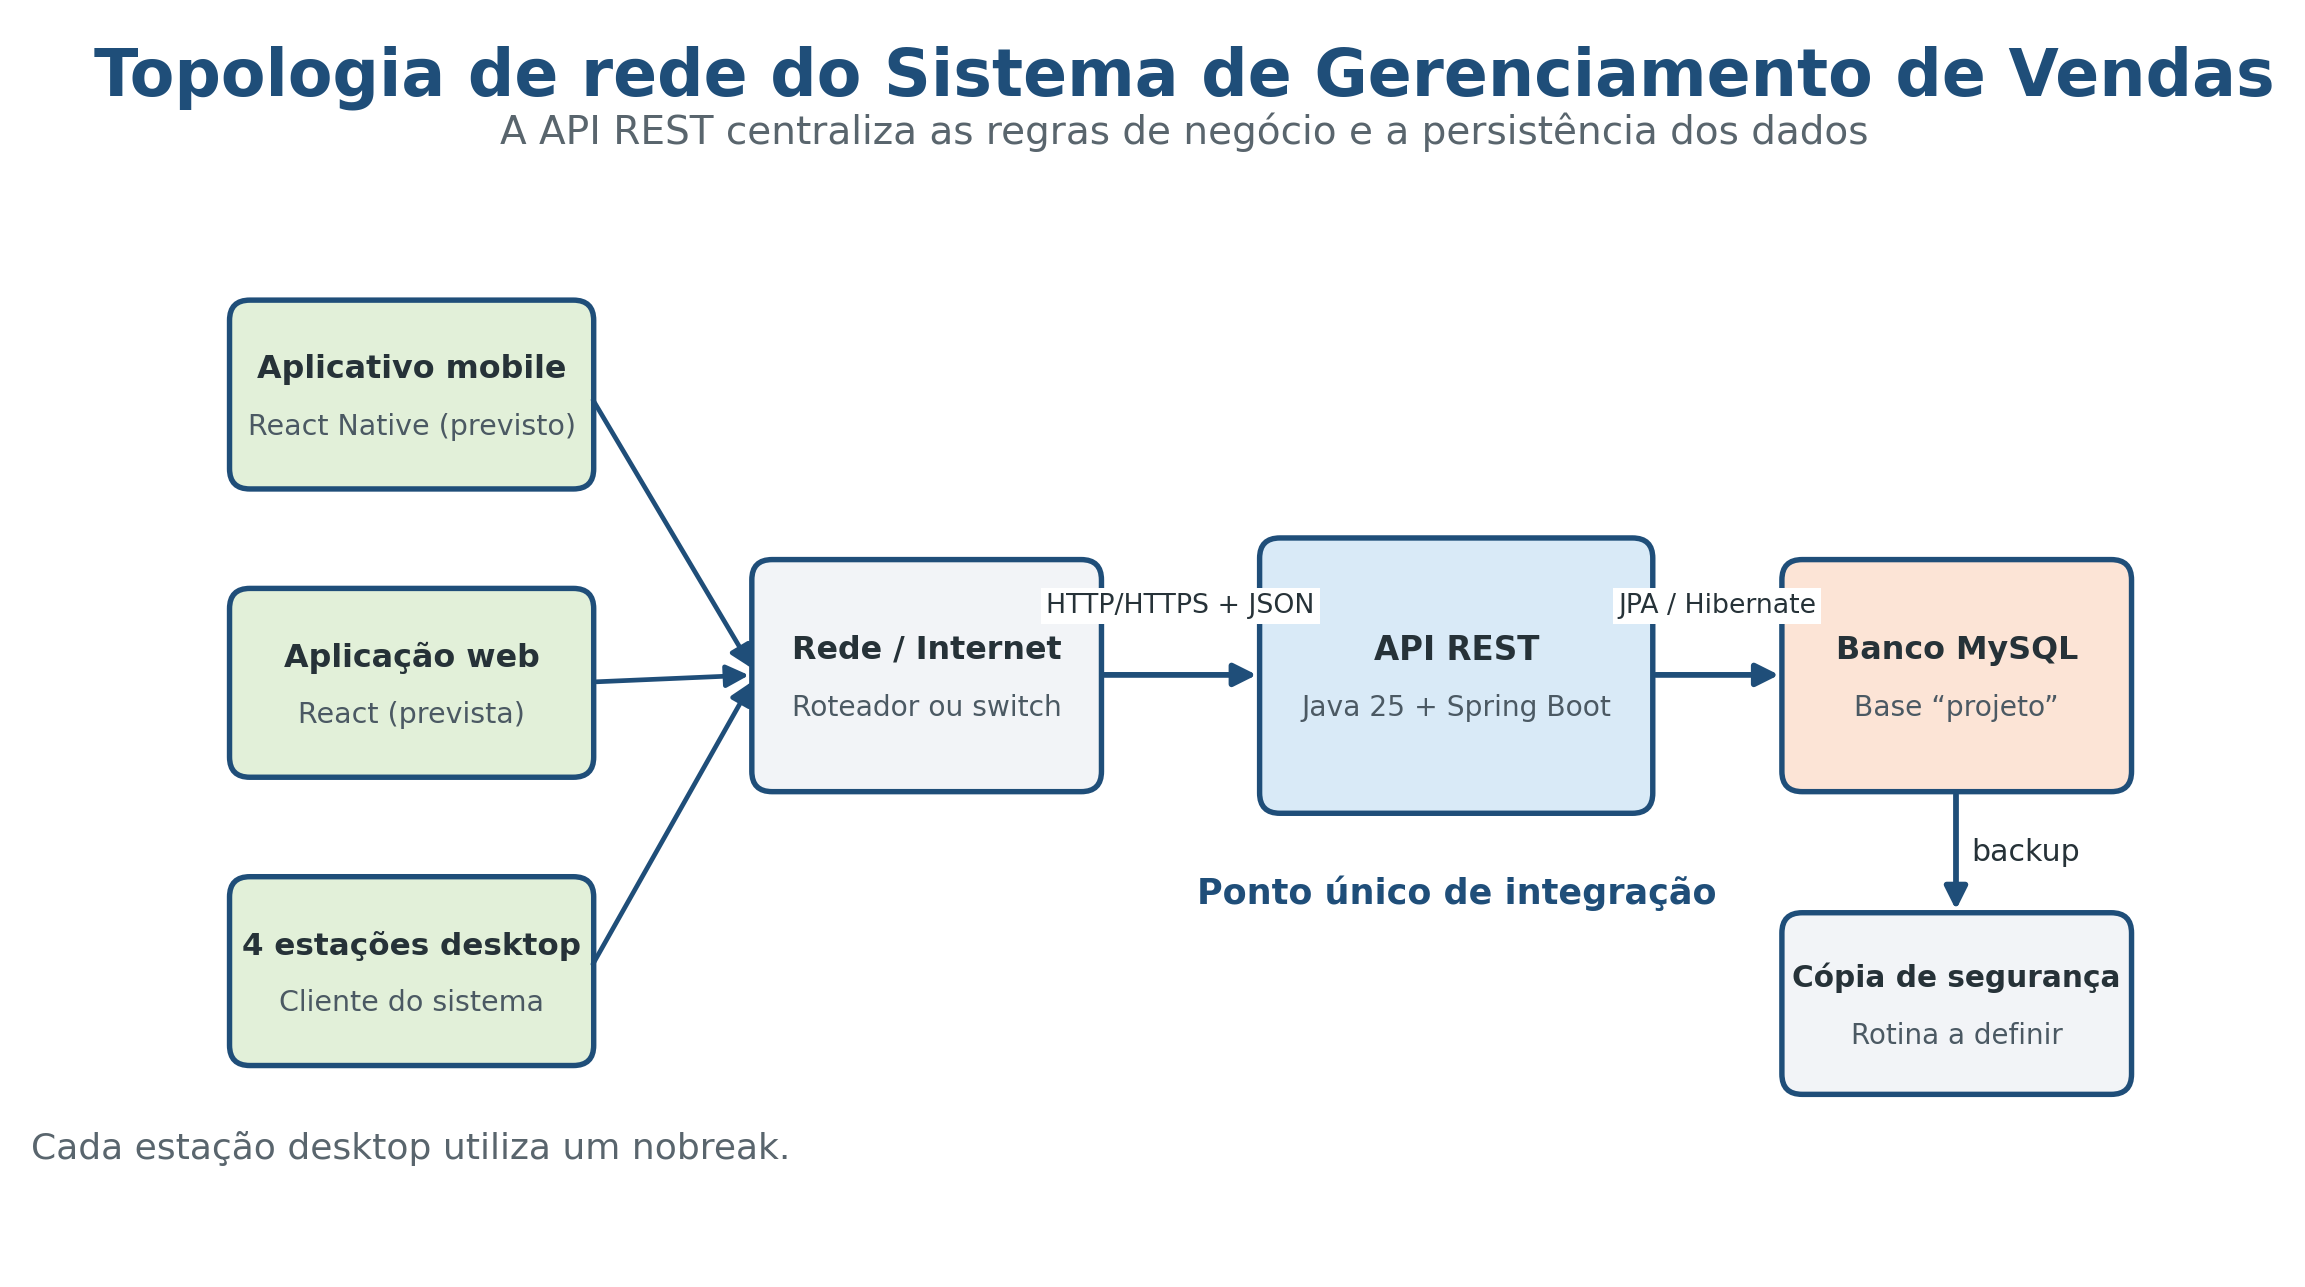 Topologia de rede do Sistema de Gerenciamento de Vendas
A API REST centraliza as regras de negócio e a persistência dos dados
Aplicativo mobile
React Native (previsto)
Aplicação web
React (prevista)
4 estações desktop
Cliente do sistema
Cada estação desktop utiliza um nobreak.
Rede / Internet
Roteador ou switch
HTTP/HTTPS + JSON
API REST
Java 25 + Spring Boot
Ponto único de integração
JPA / Hibernate
Banco MySQL
Base “projeto”
backup
Cópia de segurança
Rotina a definir